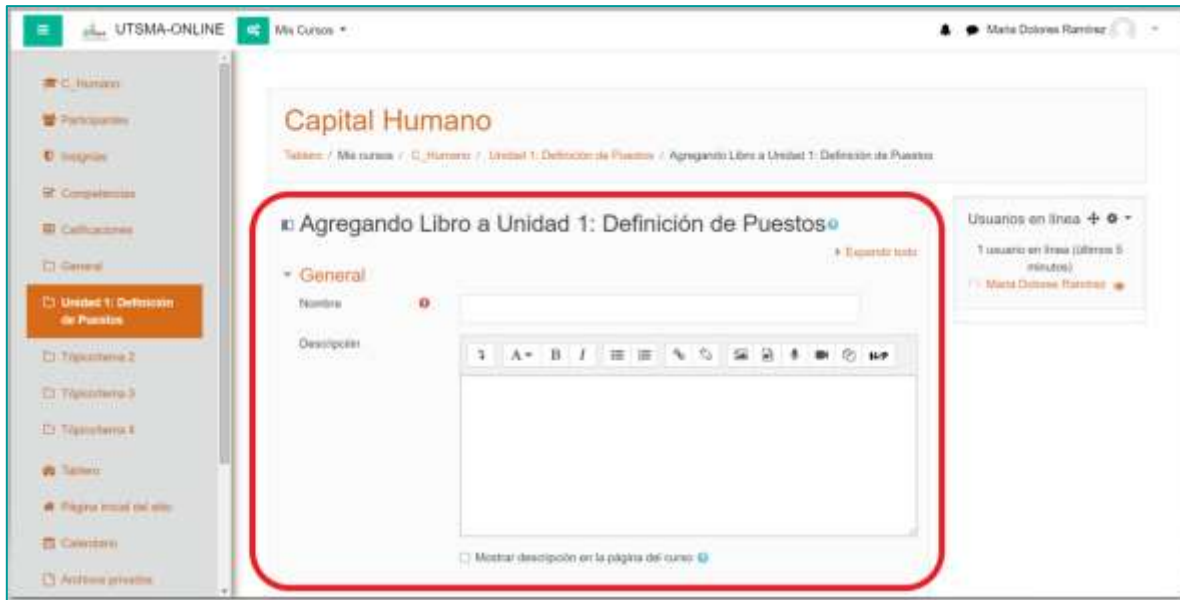 UTSMA-ONLINE
Mis Cursos
Maria Dolores Ramirez
C_Humano
Participantes
Insignias
Competencias
Calificaciones
General
Unidad 1: Definición
de Puestos
Tópico/tema 2
Tópico/tema 3
Tópico/tema 4
Tablero
Página inicial del sitio
Calendario
Archivos privados
Capital Humano
Tablero / Mis cursos / C_Humano / Unidad 1: Definición de Puestos / Agregando Libro a Unidad 1: Definición de Puestos
Agregando Libro a Unidad 1: Definición de Puestos
Expandir todo
General
Nombre
Descripción
A B I H-P
Mostrar descripción en la página del curso
Usuarios en línea
1 usuario en línea (últimos 5
minutos)
Maria Dolores Ramirez